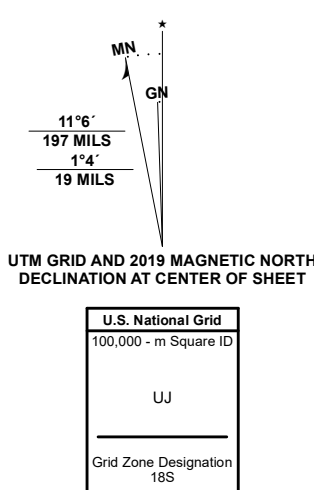 ★
MN
GN
11°6´
197 MILS
1°4´
19 MILS
UTM GRID AND 2019 MAGNETIC NORTH
DECLINATION AT CENTER OF SHEET
U.S. National Grid
100,000 - m Square ID
UJ
Grid Zone Designation
18S